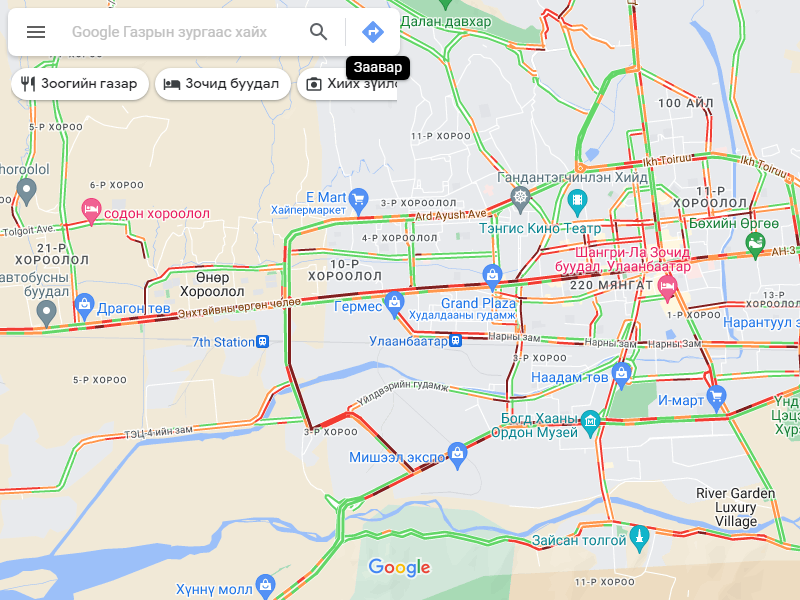 Google Газрын зургаас хайх
Далан давхар
Заавар
Зоогийн газар
Зочид буудал
Хийх зүйлс
100 АЙЛ
5-Р ХОРОО
11-Р ХОРОО
Ikh Toiruu
Ikh Toiruu
horoolol
6-Р ХОРОО
Гандантэгчинлэн Хийд
11-Р
ХОРООЛОЛ
E Mart
Хайпермаркет
3-Р ХОРОО
содон хороолол
Ard Ayush Ave
Тэнгис Кино Театр
Бөхийн Өргөө
Tolgoit Ave.
4-Р ХОРООЛОЛ
21-Р
ХОРООЛОЛ
Шангри-Ла Зочид
буудал, Улаанбаатар
АН-3
10-Р
ХОРООЛОЛ
автобусны
буудал
Өнөр
Хороолол
220 МЯНГАТ
Grand Plaza
Худалдааны гудамж
13-Р
ХОРООЛОЛ
Драгон төв
Энхтайвны өргөн чөлөө
Гермес
1-Р ХОРОО
Нарантуул з
7th Station
Улаанбаатар
Нарны зам
Нарны зам
Нарны зам
3-Р ХОРОО
5-Р ХОРОО
Наадам төв
Үйлдвэрийн гудамж
И-март
Үнд
Цэцэ
Хүрэ
Богд Хааны
Ордон Музей
ТЭЦ-4-ийн зам
3-Р ХОРОО
Мишээл экспо
River Garden
Luxury
Village
Зайсан толгой
Google
Хүннү молл
11-Р ХОРОО